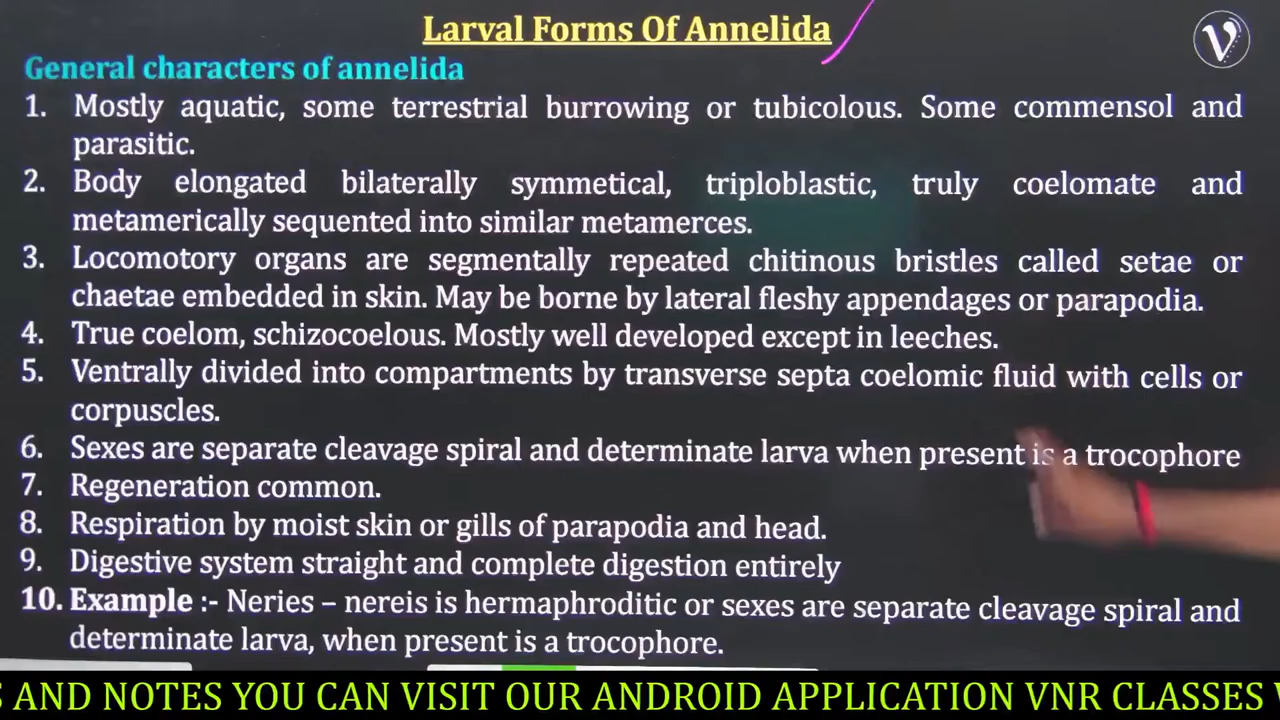 Larval Forms Of Annelida
V
General characters of annelida
1. Mostly aquatic, some terrestrial burrowing or tubicolous. Some commensol and
parasitic.
2. Body elongated bilaterally symmetical, triploblastic, truly coelomate and
metamerically sequented into similar metamerces.
3. Locomotory organs are segmentally repeated chitinous bristles called setae or
chaetae embedded in skin. May be borne by lateral fleshy appendages or parapodia.
4. True coelom, schizocoelous. Mostly well developed except in leeches.
5. Ventrally divided into compartments by transverse septa coelomic fluid with cells or
corpuscles.
6. Sexes are separate cleavage spiral and determinate larva when present is a trocophore
7. Regeneration common.
8. Respiration by moist skin or gills of parapodia and head.
9. Digestive system straight and complete digestion entirely
10. Example :- Neries – nereis is hermaphroditic or sexes are separate cleavage spiral and
determinate larva, when present is a trocophore.
S AND NOTES YOU CAN VISIT OUR ANDROID APPLICATION VNR CLASSES